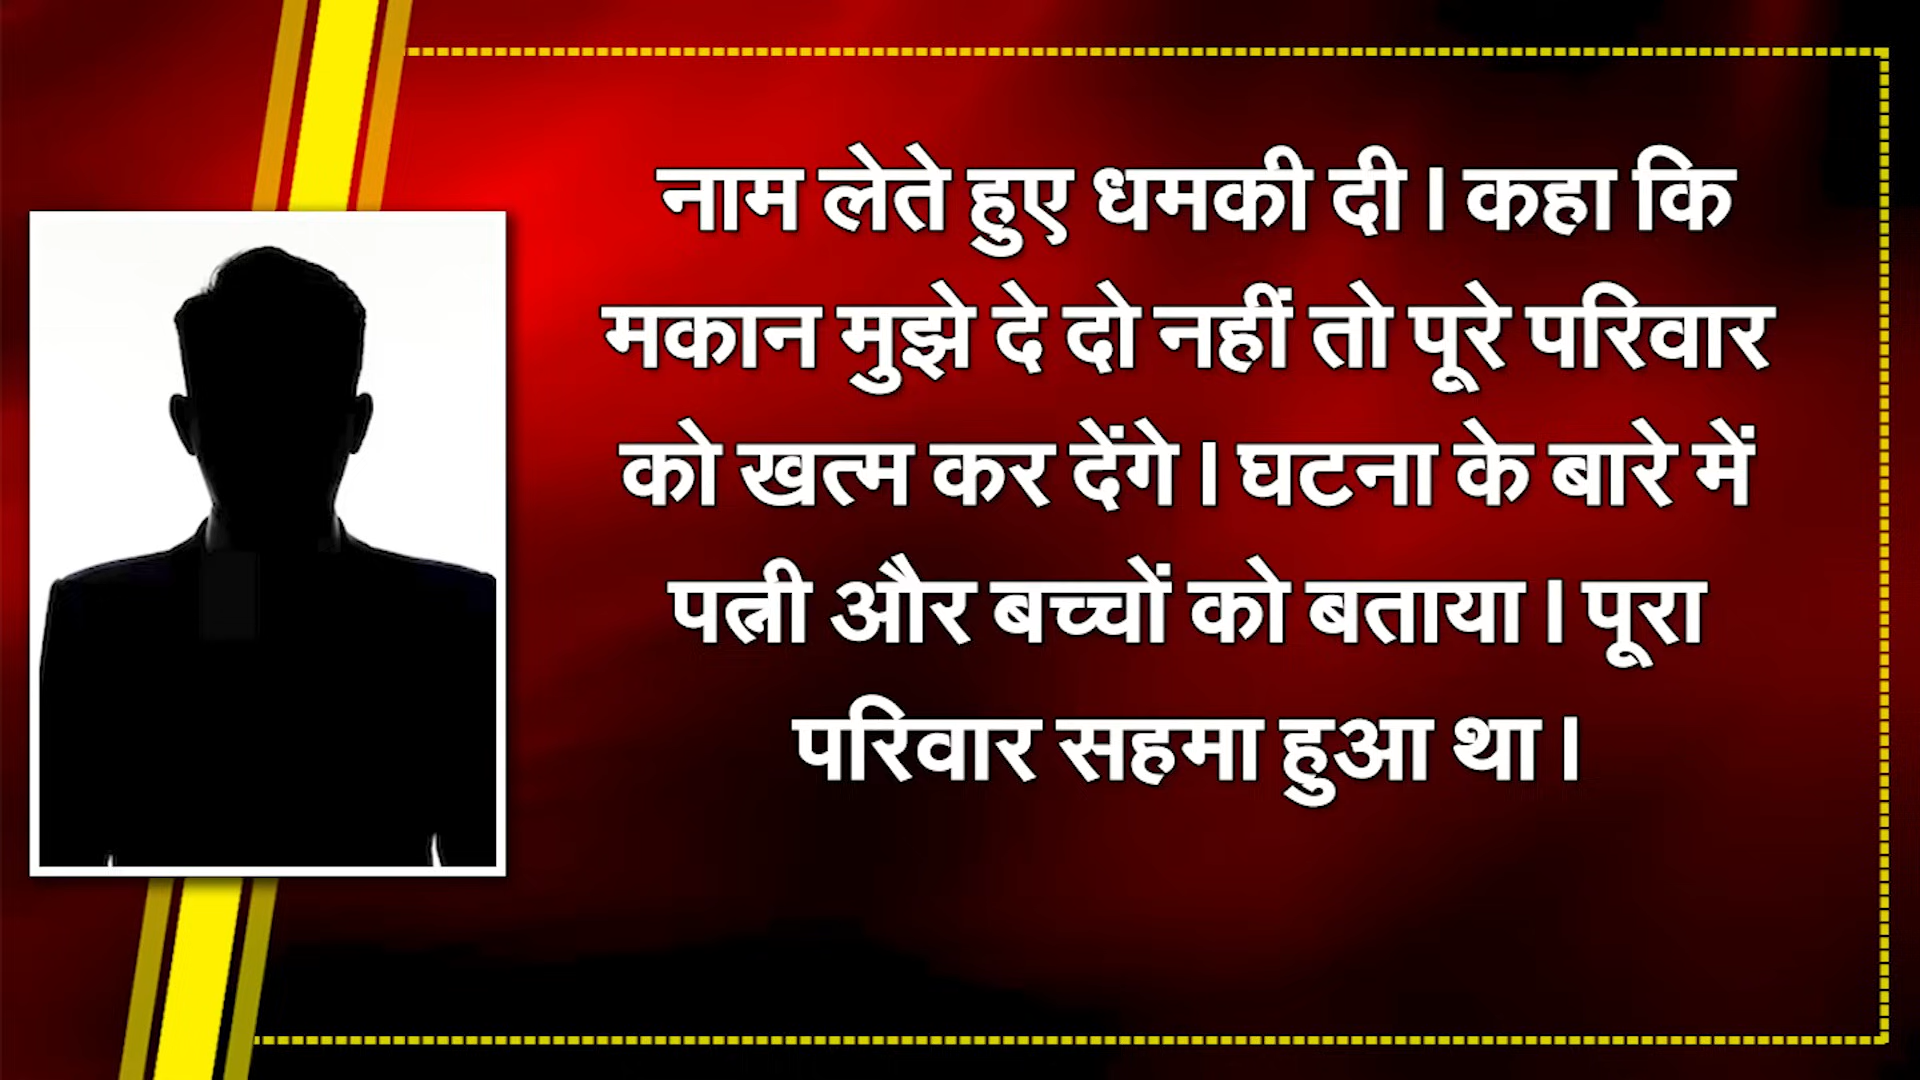 नाम लेते हुए धमकी दी । कहा कि
मकान मुझे दे दो नहीं तो पूरे परिवार
को खत्म कर देंगे । घटना के बारे में
पत्नी और बच्चों को बताया । पूरा
परिवार सहमा हुआ था ।